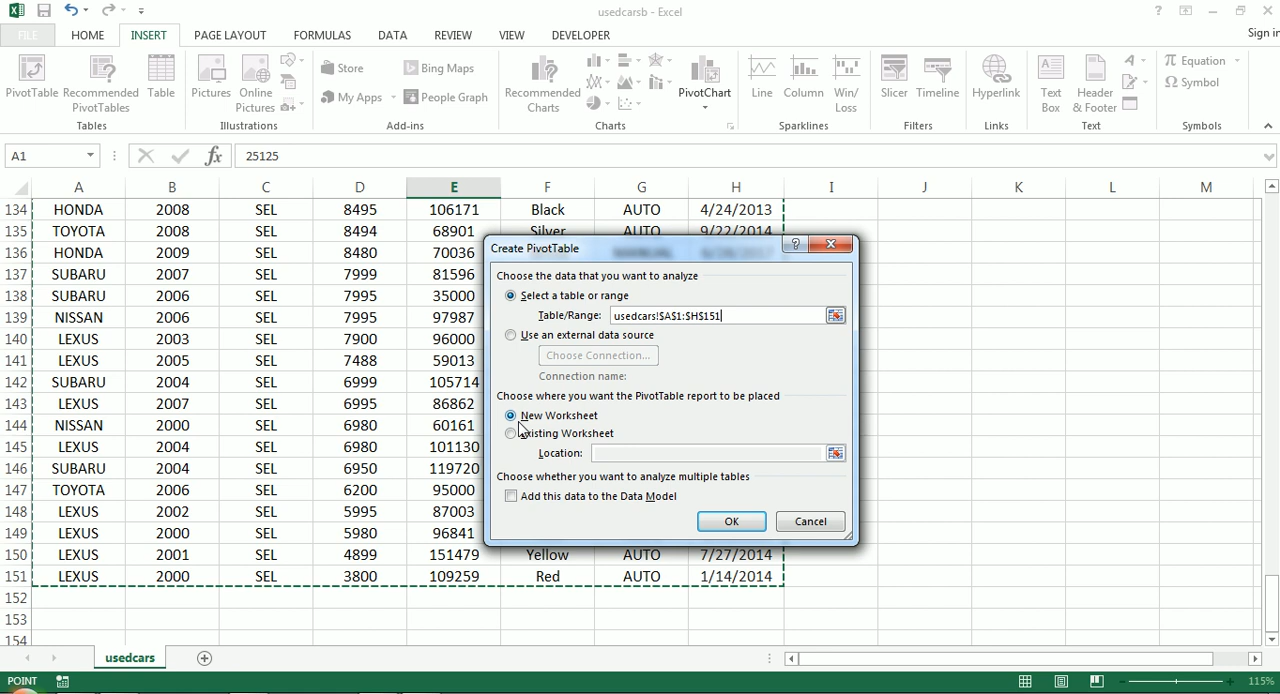 usedcarsb - Excel
Sign in
FILE HOME INSERT PAGE LAYOUT FORMULAS DATA REVIEW VIEW DEVELOPER
PivotTable Recommended PivotTables Table
Pictures Online Pictures
Store My Apps Bing Maps People Graph
Recommended Charts PivotChart
Line Column Win/ Loss
Slicer Timeline Hyperlink
Text Box Header & Footer
Equation Symbol
Tables Illustrations Add-ins Charts Sparklines Filters Links Text Symbols
A1 fx 25125
A B C D E F G H I J K L M
134 HONDA 2008 SEL 8495 106171 Black AUTO 4/24/2013
135 TOYOTA 2008 SEL 8494 68901 Silver AUTO 9/22/2014
136 HONDA 2009 SEL 8480 70036
137 SUBARU 2007 SEL 7999 81596
138 SUBARU 2006 SEL 7995 35000
139 NISSAN 2006 SEL 7995 97987
140 LEXUS 2003 SEL 7900 96000
141 LEXUS 2005 SEL 7488 59013
142 SUBARU 2004 SEL 6999 105714
143 LEXUS 2007 SEL 6995 86862
144 NISSAN 2000 SEL 6980 60161
145 LEXUS 2004 SEL 6980 101130
146 SUBARU 2004 SEL 6950 119720
147 TOYOTA 2006 SEL 6200 95000
148 LEXUS 2002 SEL 5995 87003
149 LEXUS 2000 SEL 5980 96841
150 LEXUS 2001 SEL 4899 151479 Yellow AUTO 7/27/2014
151 LEXUS 2000 SEL 3800 109259 Red AUTO 1/14/2014
152
153
154
Create PivotTable
Choose the data that you want to analyze
Select a table or range
Table/Range: usedcars!$A$1:$H$151
Use an external data source
Choose Connection...
Connection name:
Choose where you want the PivotTable report to be placed
New Worksheet
Existing Worksheet
Location:
Choose whether you want to analyze multiple tables
Add this data to the Data Model
OK Cancel
usedcars
POINT 115%